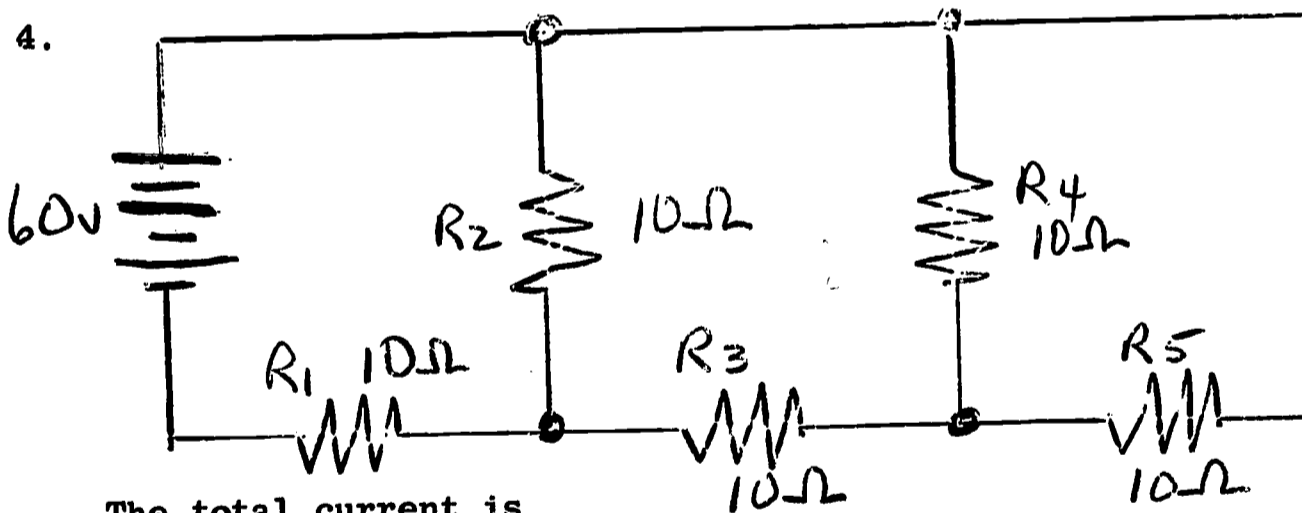 4.
60v
R2
10Ω
R4
10Ω
R1 10Ω
R3
10Ω
R5
10Ω
The total current is